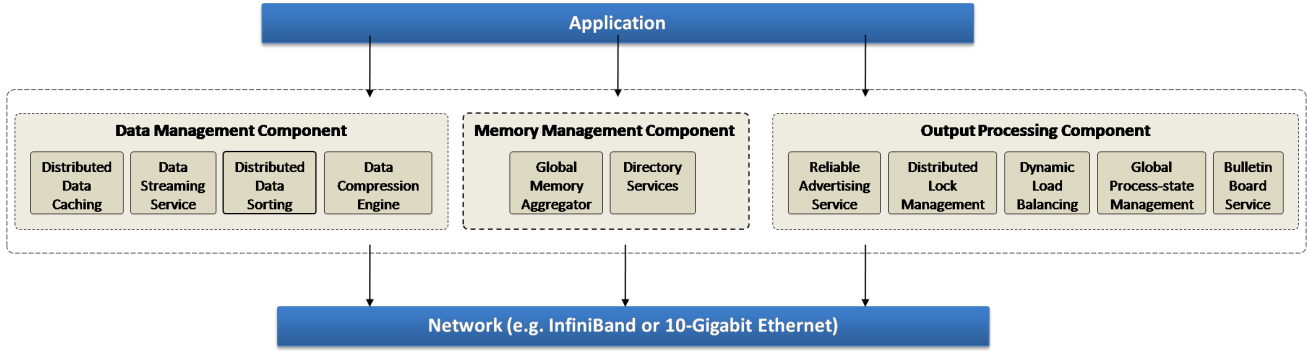 Application
Data Management Component
Distributed
Data
Caching
Data
Streaming
Service
Distributed
Data
Sorting
Data
Compression
Engine
Memory Management Component
Global
Memory
Aggregator
Directory
Services
Output Processing Component
Reliable
Advertising
Service
Distributed
Lock
Management
Dynamic
Load
Balancing
Global
Process-state
Management
Bulletin
Board
Service
Network (e.g. InfiniBand or 10-Gigabit Ethernet)